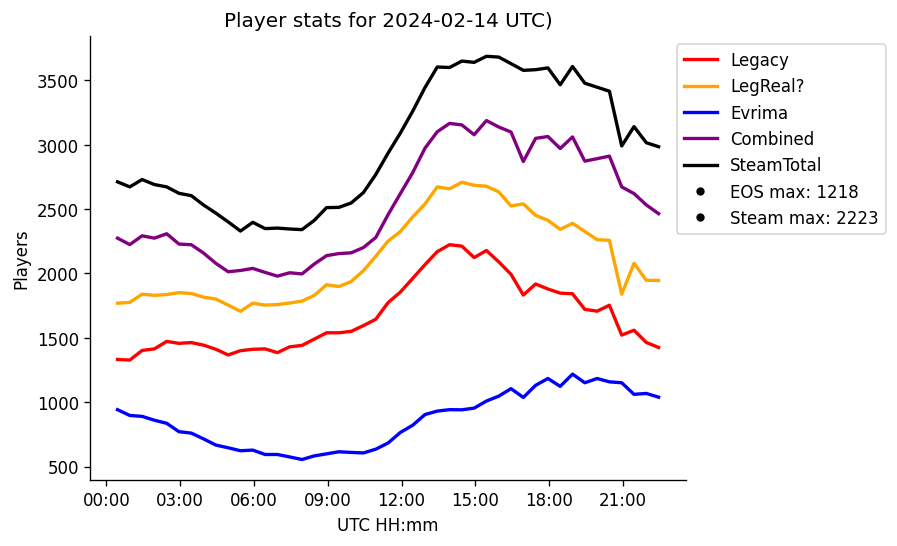 Player stats for 2024-02-14 UTC)
Legacy
LegReal?
Evrima
Combined
SteamTotal
EOS max: 1218
Steam max: 2223
Players
3500
3000
2500
2000
1500
1000
500
00:00 03:00 06:00 09:00 12:00 15:00 18:00 21:00
UTC HH:mm